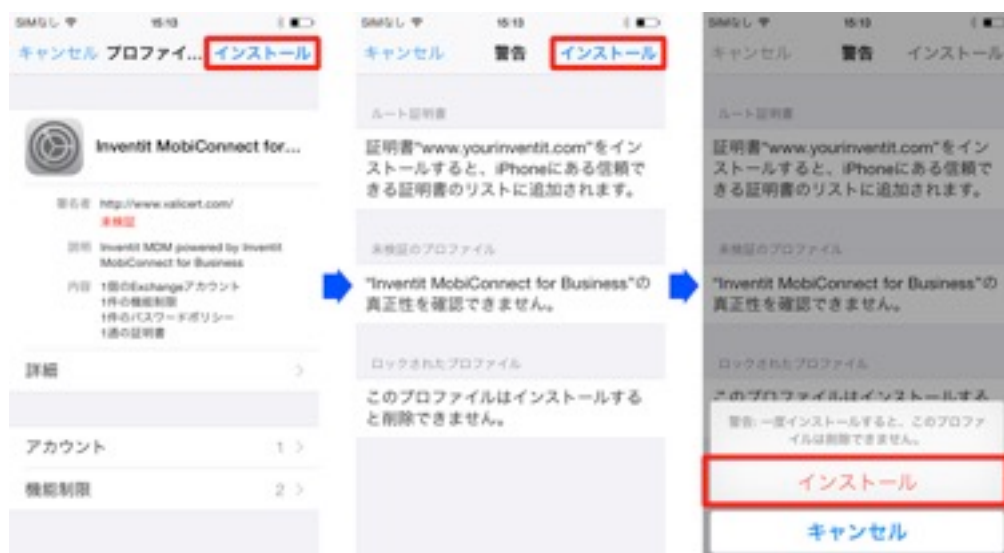 SIMなし 15:13
キャンセル プロファイ... インストール
Inventit MobiConnect for...
署名者 http://www.valicert.com/
未検証
説明 Inventit MDM powered by Inventit
MobiConnect for Business
内容 1個のExchangeアカウント
1件の機能制限
1件のパスワードポリシー
1通の証明書
詳細
アカウント 1
機能制限 2
SIMなし 15:13
キャンセル 警告 インストール
ルート証明書
証明書"www.yourinventit.com"をイン
ストールすると、iPhoneにある信頼で
きる証明書のリストに追加されます。
未検証のプロファイル
"Inventit MobiConnect for Business"の
真正性を確認できません。
ロックされたプロファイル
このプロファイルはインストールする
と削除できません。
SIMなし 15:13
キャンセル 警告 インストール
ルート証明書
証明書"www.yourinventit.com"をイン
ストールすると、iPhoneにある信頼で
きる証明書のリストに追加されます。
未検証のプロファイル
"Inventit MobiConnect for Business"の
真正性を確認できません。
ロックされたプロファイル
このプロファイルはインストールする
警告: 一度インストールすると、このプロファ
イルは削除できません。
インストール
キャンセル